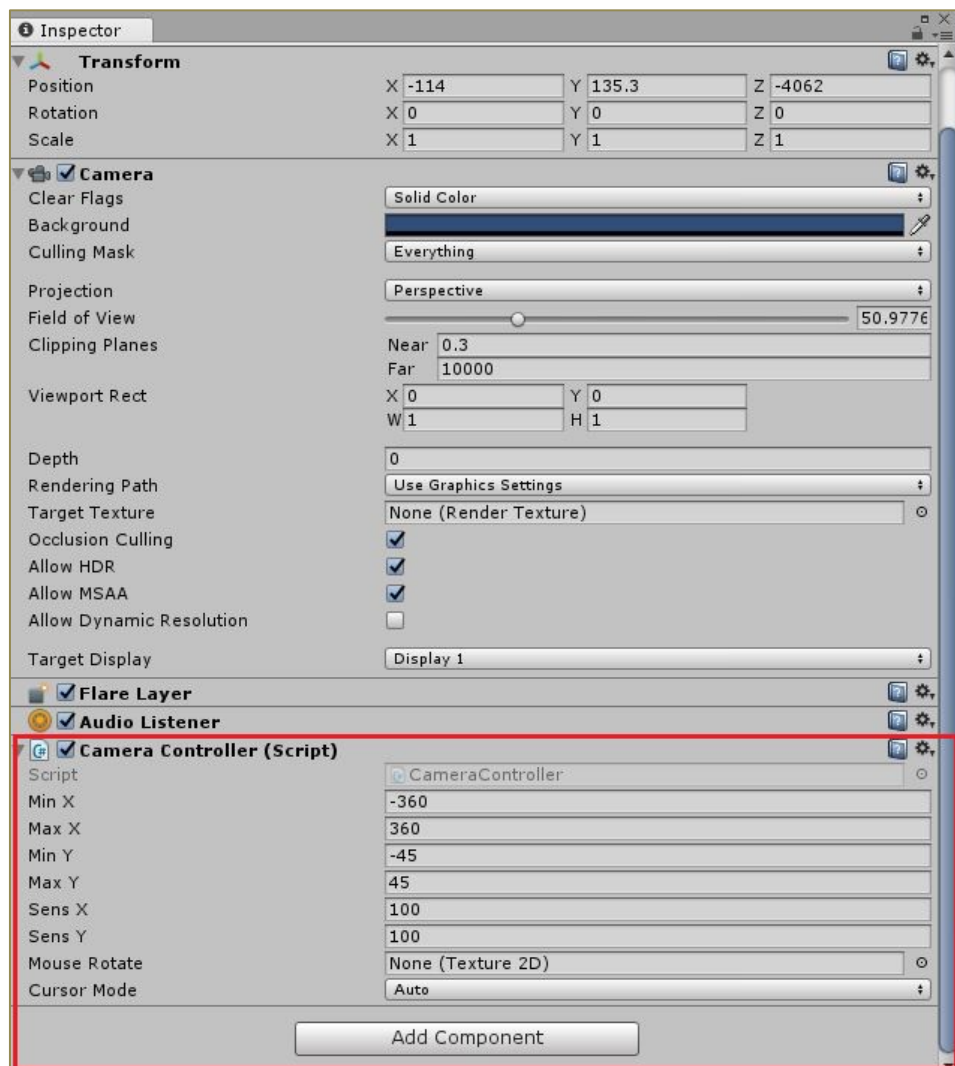 Inspector
Transform
Position X -114 Y 135.3 Z -4062
Rotation X 0 Y 0 Z 0
Scale X 1 Y 1 Z 1
Camera
Clear Flags Solid Color
Background
Culling Mask Everything
Projection Perspective
Field of View 50.9776
Clipping Planes Near 0.3
Far 10000
Viewport Rect X 0 Y 0
W 1 H 1
Depth 0
Rendering Path Use Graphics Settings
Target Texture None (Render Texture)
Occlusion Culling
Allow HDR
Allow MSAA
Allow Dynamic Resolution
Target Display Display 1
Flare Layer
Audio Listener
Camera Controller (Script)
Script CameraController
Min X -360
Max X 360
Min Y -45
Max Y 45
Sens X 100
Sens Y 100
Mouse Rotate None (Texture 2D)
Cursor Mode Auto
Add Component